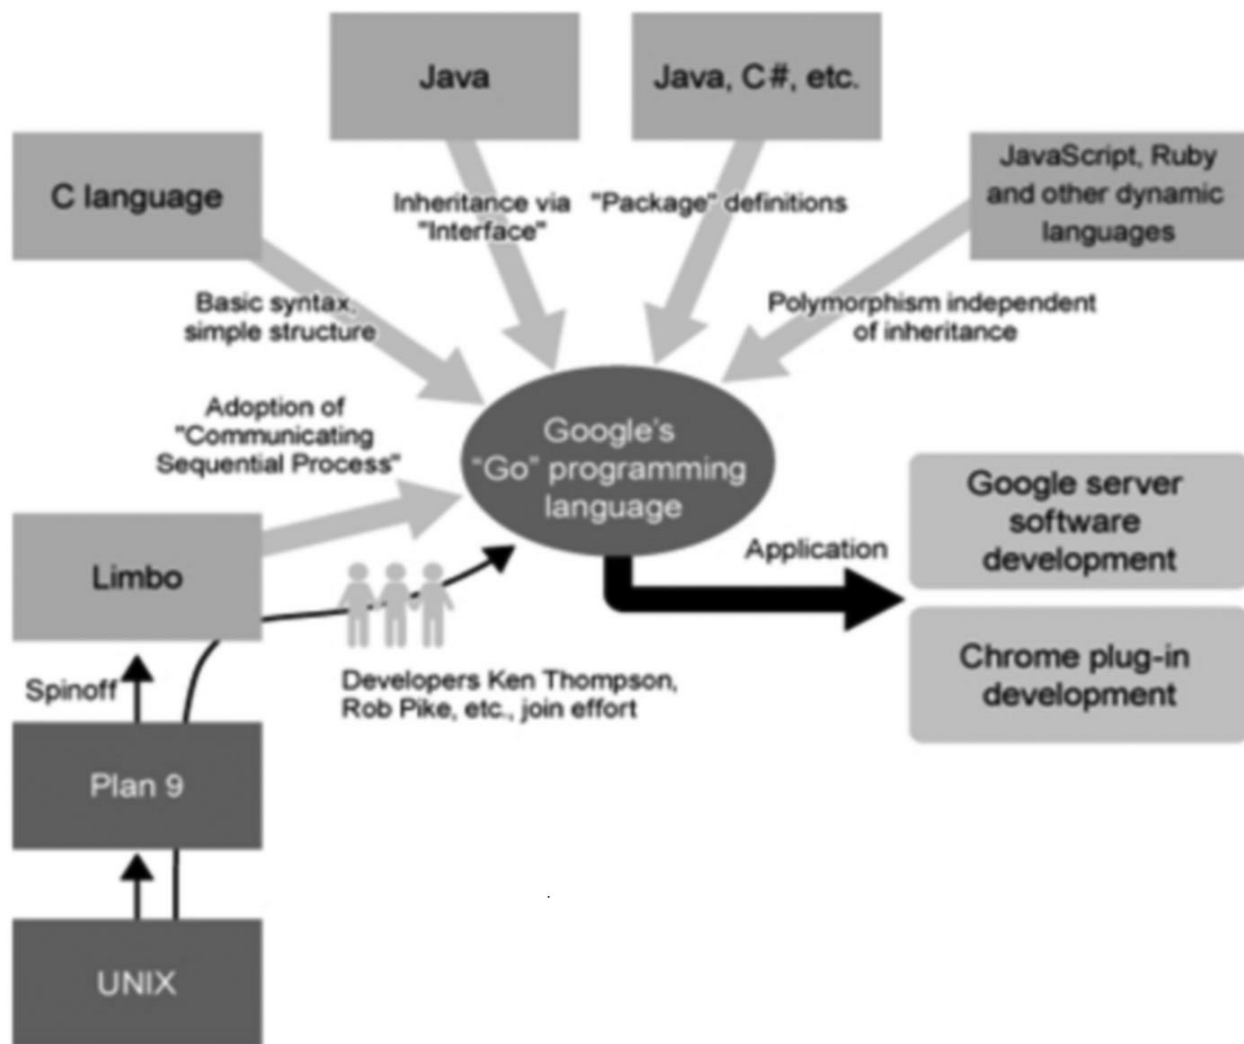 Java
Java, C#, etc.
C language
JavaScript, Ruby
and other dynamic
languages
Inheritance via
"Interface"
"Package" definitions
Basic syntax,
simple structure
Polymorphism independent
of inheritance
Adoption of
"Communicating
Sequential Process"
Google's
“Go” programming
language
Google server
software
development
Application
Limbo
Chrome plug-in
development
Developers Ken Thompson,
Rob Pike, etc., join effort
Spinoff
Plan 9
UNIX